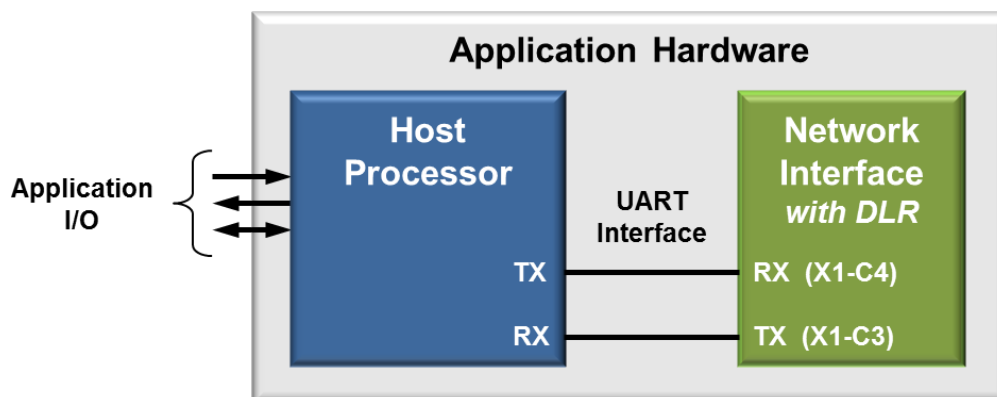 Application Hardware
Host
Processor
Network
Interface
with DLR
Application
I/O
UART
Interface
TX
RX (X1-C4)
RX
TX (X1-C3)